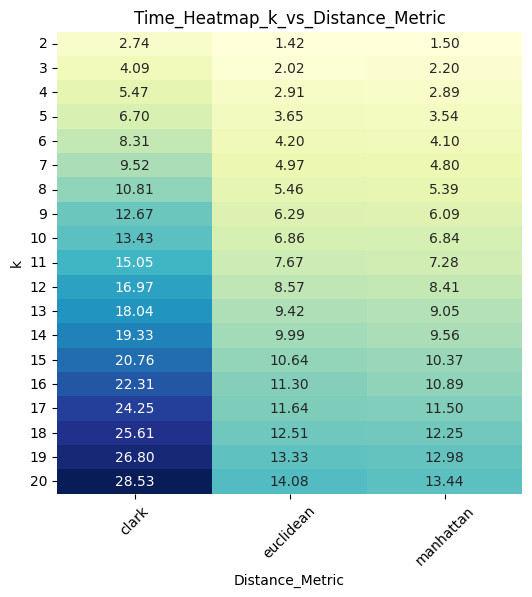 Time_Heatmap_k_vs_Distance_Metric
2 2.74 1.42 1.50
3 4.09 2.02 2.20
4 5.47 2.91 2.89
5 6.70 3.65 3.54
6 8.31 4.20 4.10
7 9.52 4.97 4.80
8 10.81 5.46 5.39
9 12.67 6.29 6.09
10 13.43 6.86 6.84
k
11 15.05 7.67 7.28
12 16.97 8.57 8.41
13 18.04 9.42 9.05
14 19.33 9.99 9.56
15 20.76 10.64 10.37
16 22.31 11.30 10.89
17 24.25 11.64 11.50
18 25.61 12.51 12.25
19 26.80 13.33 12.98
20 28.53 14.08 13.44
clark euclidean manhattan
Distance_Metric